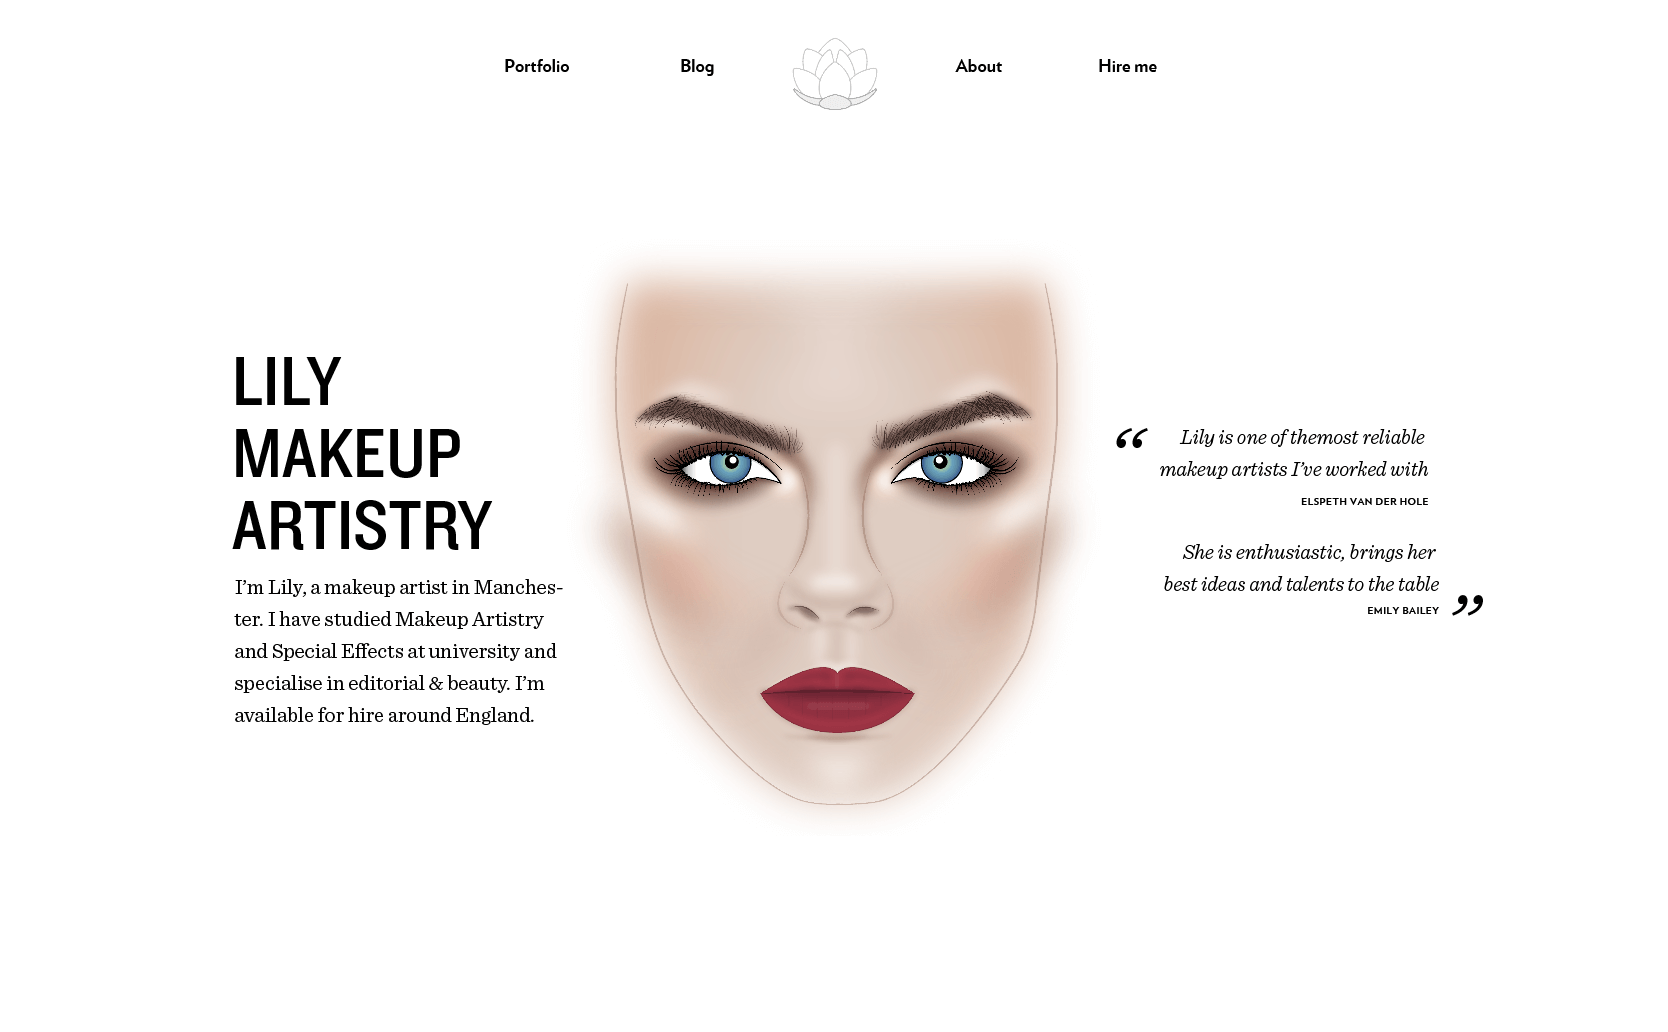 Portfolio
Blog
About
Hire me
LILY
MAKEUP
ARTISTRY
I’m Lily, a makeup artist in Manches-
ter. I have studied Makeup Artistry
and Special Effects at university and
specialise in editorial & beauty. I’m
available for hire around England.
“ Lily is one of themost reliable
makeup artists I’ve worked with
ELSPETH VAN DER HOLE
She is enthusiastic, brings her
best ideas and talents to the table
EMILY BAILEY ”